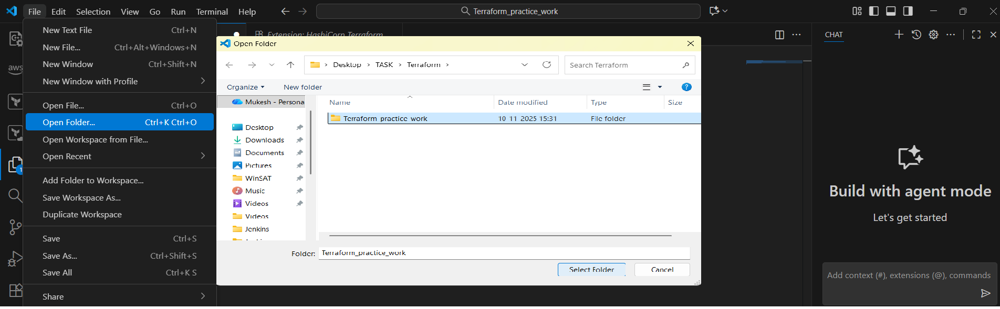 File Edit Selection View Go Run Terminal Help
Terraform_practice_work
New Text File Ctrl+N
New File... Ctrl+Alt+Windows+N
New Window Ctrl+Shift+N
New Window with Profile
Open File... Ctrl+O
Open Folder... Ctrl+K Ctrl+O
Open Workspace from File...
Open Recent
Add Folder to Workspace...
Save Workspace As...
Duplicate Workspace
Save Ctrl+S
Save As... Ctrl+Shift+S
Save All Ctrl+K S
Share
aws
1
Extension: HashiCorp Terraform
Open Folder
Desktop > TASK > Terraform >
Search Terraform
Organize New folder
?
Mukesh - Persona
Desktop
Downloads
Documents
Pictures
WinSAT
Music
Videos
Videos
Jenkins
Name Date modified Type Size
Terraform_practice_work 10-11-2025 15:31 File folder
Folder: Terraform_practice_work
Select Folder Cancel
CHAT
Build with agent mode
Let's get started
Add context (#), extensions (@), commands